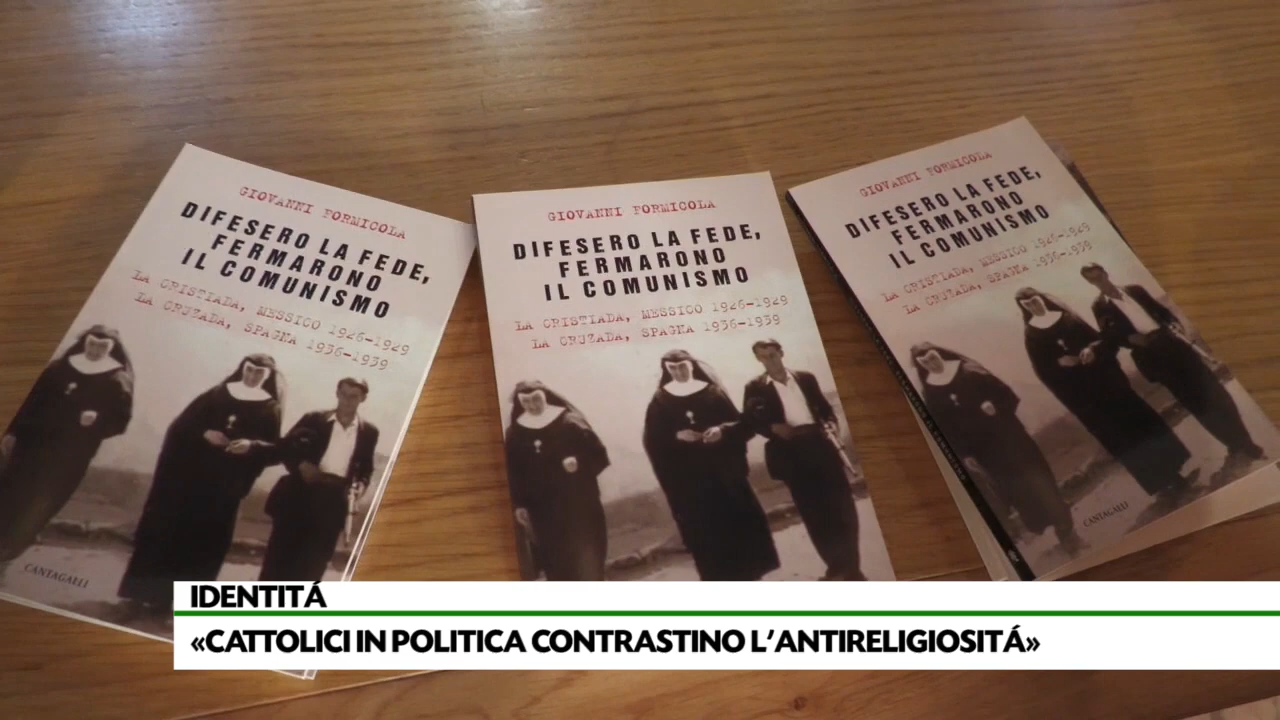 GIOVANNI FORMICOLA
DIFESERO LA FEDE,
FERMARONO
IL COMUNISMO
LA CRISTIADA, MESSICO 1926-1929
LA CRUZADA, SPAGNA 1936-1939
CANTAGALLI
GIOVANNI FORMICOLA
DIFESERO LA FEDE,
FERMARONO
IL COMUNISMO
LA CRISTIADA, MESSICO 1926-1929
LA CRUZADA, SPAGNA 1936-1939
GIOVANNI FORMICOLA
DIFESERO LA FEDE,
FERMARONO
IL COMUNISMO
LA CRISTIADA, MESSICO 1926-1929
LA CRUZADA, SPAGNA 1936-1939
CANTAGALLI
IDENTITÁ
«CATTOLICI IN POLITICA CONTRASTINO L'ANTIRELIGIOSITÁ»